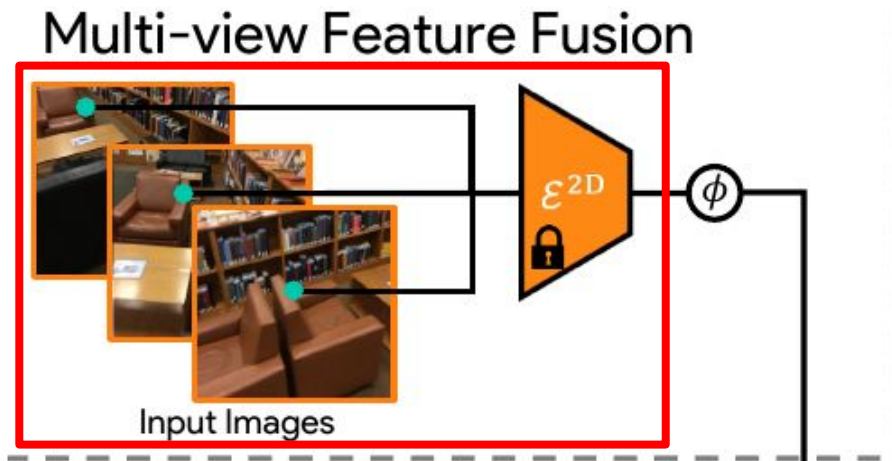 Multi-view Feature Fusion
ℰ²ᴰ
ϕ
Input Images